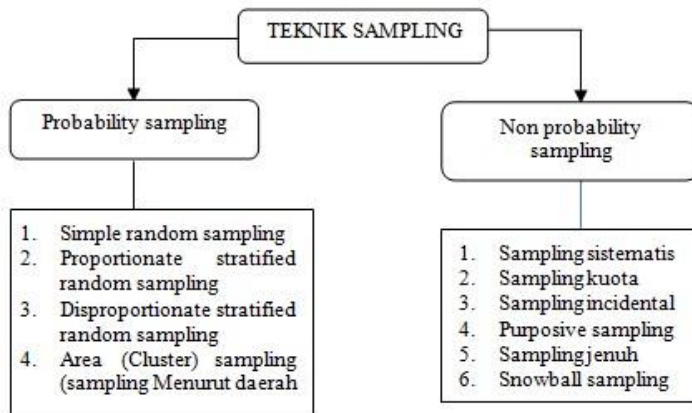 TEKNIK SAMPLING
Probability sampling
1. Simple random sampling
2. Proportionate stratified
random sampling
3. Disproportionate stratified
random sampling
4. Area (Cluster) sampling
(sampling Menurut daerah
Non probability
sampling
1. Sampling sistematis
2. Sampling kuota
3. Sampling incidental
4. Purposive sampling
5. Sampling jenuh
6. Snowball sampling